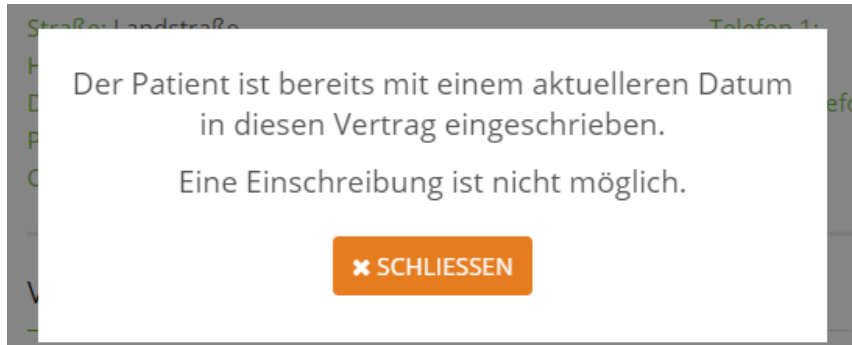 Straße: Landstraße
Telefon 1:
Der Patient ist bereits mit einem aktuelleren Datum
in diesen Vertrag eingeschrieben.
Eine Einschreibung ist nicht möglich.
✖ SCHLIESSEN